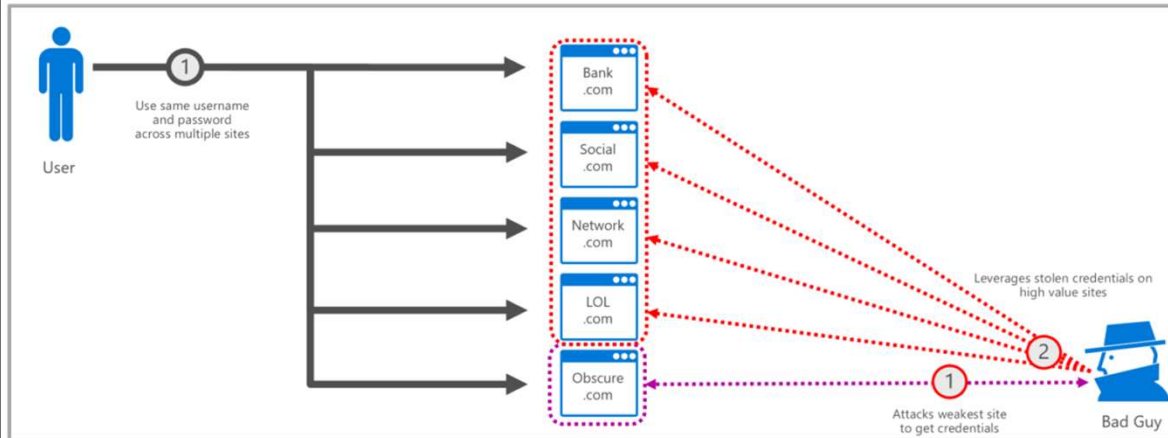 1
Use same username
and password
across multiple sites
User
Bank
.com
Social
.com
Network
.com
LOL
.com
Obscure
.com
Leverages stolen credentials on
high value sites
2
1
Attacks weakest site
to get credentials
Bad Guy